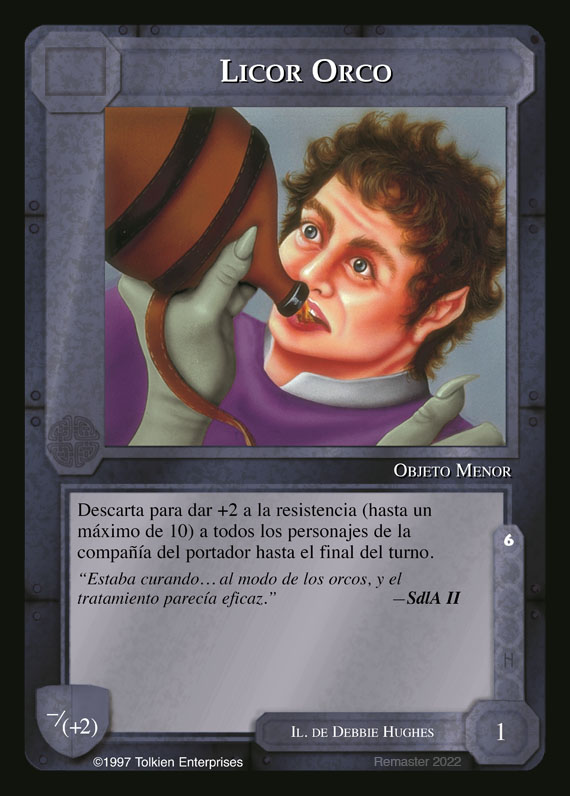 Licor Orco
Objeto Menor
Descarta para dar +2 a la resistencia (hasta un
máximo de 10) a todos los personajes de la
compañía del portador hasta el final del turno.
“Estaba curando… al modo de los orcos, y el
tratamiento parecía eficaz.” —SdlA II
6
H
–/(+2)
Il. de Debbie Hughes
1
©1997 Tolkien Enterprises
Remaster 2022